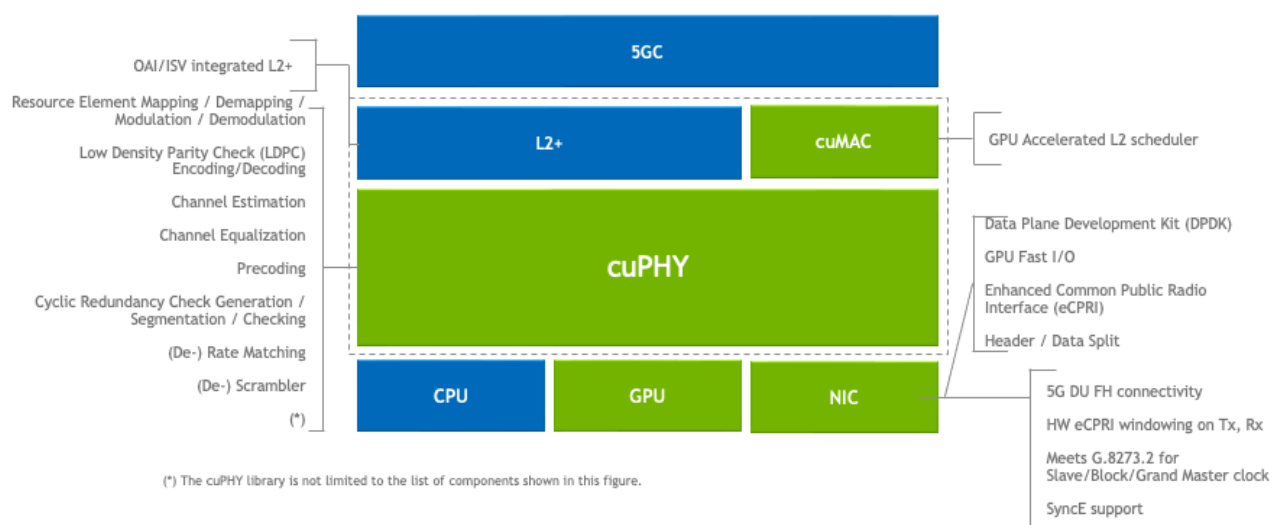 5GC
OAI/ISV integrated L2+
Resource Element Mapping / Demapping /
Modulation / Demodulation
Low Density Parity Check (LDPC)
Encoding/Decoding
Channel Estimation
Channel Equalization
Precoding
Cyclic Redundancy Check Generation /
Segmentation / Checking
(De-) Rate Matching
(De-) Scrambler
(*)
L2+
cuMAC
GPU Accelerated L2 scheduler
cuPHY
Data Plane Development Kit (DPDK)
GPU Fast I/O
Enhanced Common Public Radio
Interface (eCPRI)
Header / Data Split
CPU
GPU
NIC
5G DU FH connectivity
HW eCPRI windowing on Tx, Rx
Meets G.8273.2 for
Slave/Block/Grand Master clock
SyncE support
(*) The cuPHY library is not limited to the list of components shown in this figure.